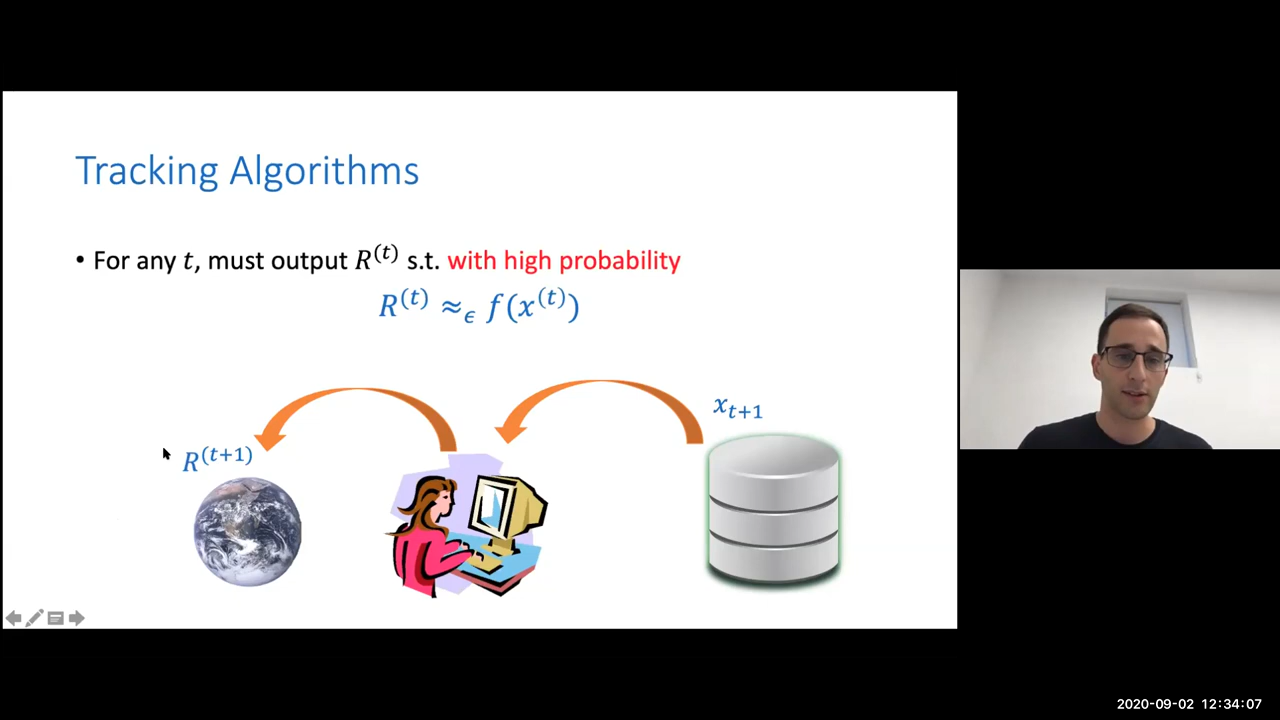 Tracking Algorithms
• For any t, must output R^(t) s.t. with high probability
R^(t) ≈_ϵ f(x^(t))
x_{t+1}
R^(t+1)
2020-09-02 12:34:07